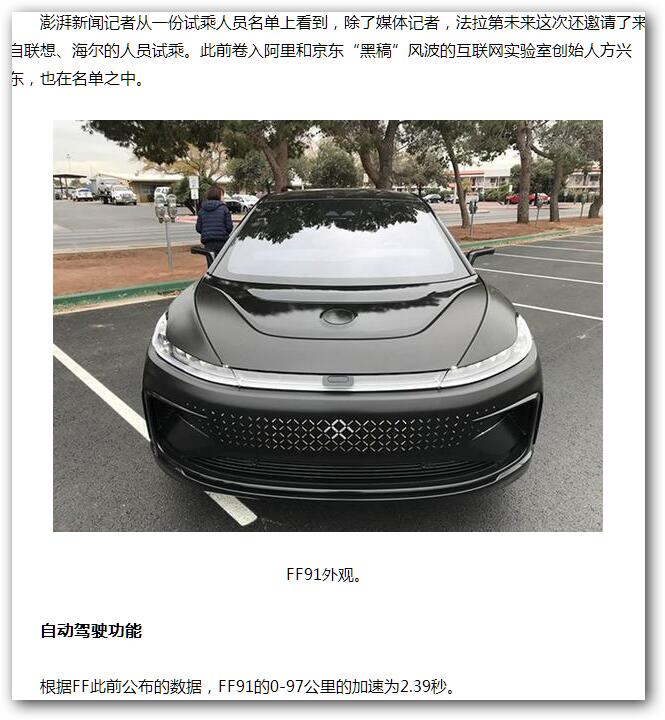 澎湃新闻记者从一份试乘人员名单上看到，除了媒体记者，法拉第未来这次还邀请了来
自联想、海尔的人员试乘。此前卷入阿里和京东“黑稿”风波的互联网实验室创始人方兴
东，也在名单之中。
FF91外观。
自动驾驶功能
根据FF此前公布的数据，FF91的0-97公里的加速为2.39秒。